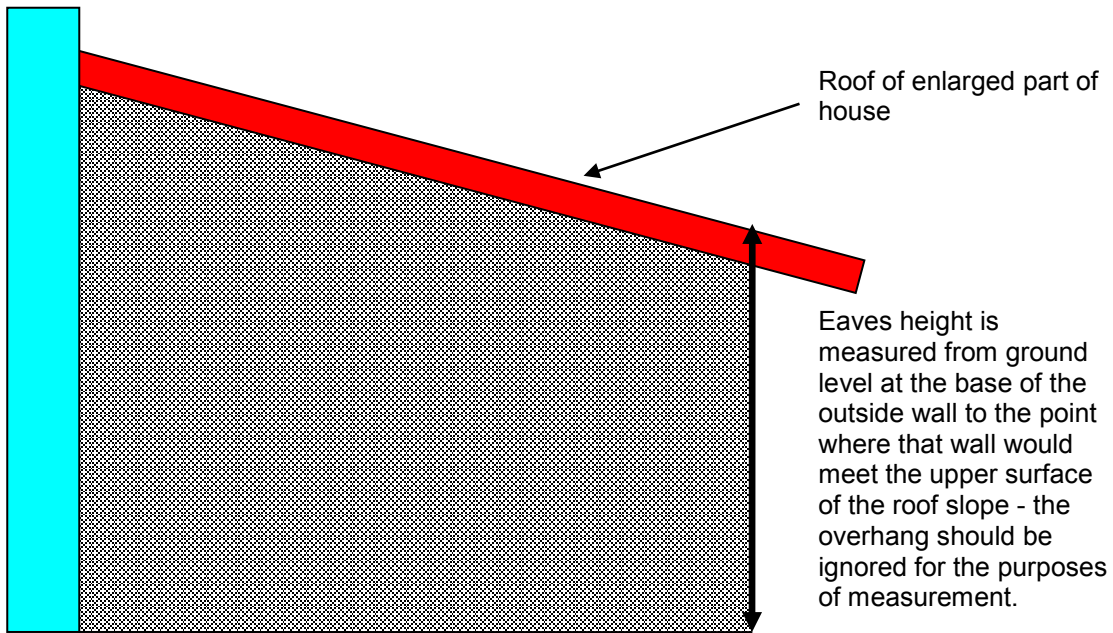 Roof of enlarged part of
house
Eaves height is
measured from ground
level at the base of the
outside wall to the point
where that wall would
meet the upper surface
of the roof slope - the
overhang should be
ignored for the purposes
of measurement.